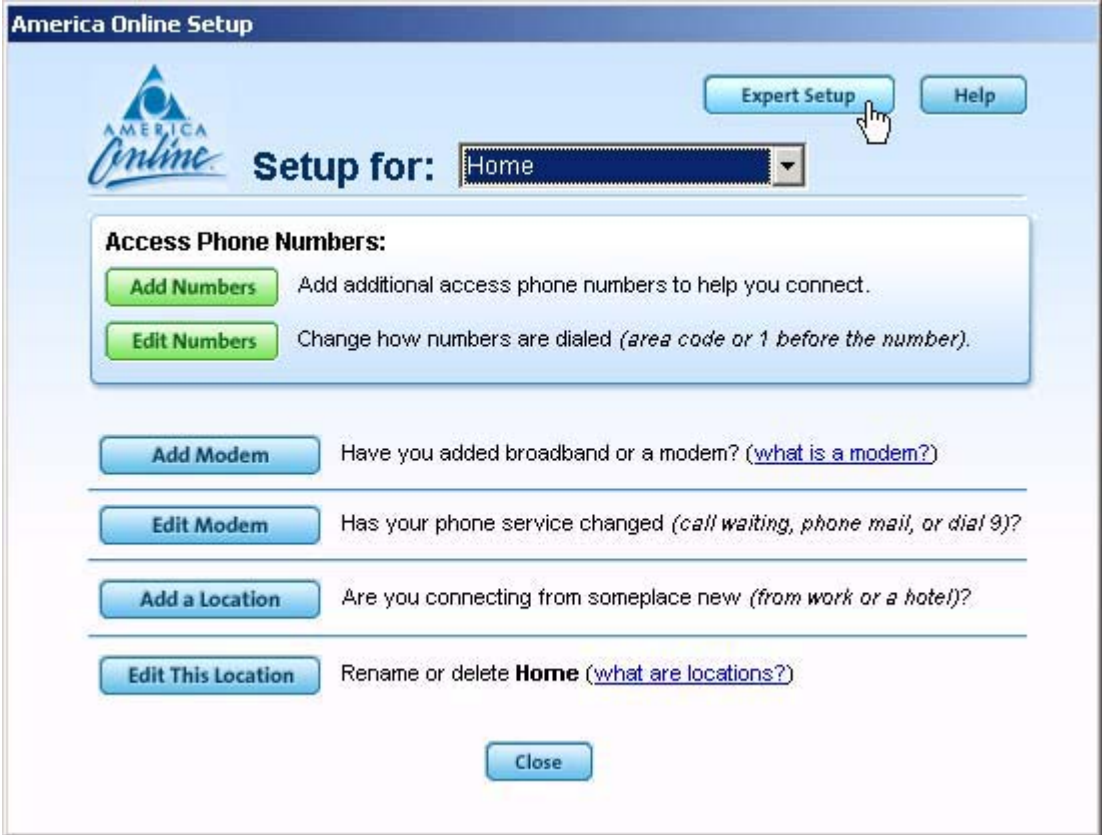 America Online Setup
Expert Setup
Help
AMERICA
Online
Setup for:
Home
Access Phone Numbers:
Add Numbers
Add additional access phone numbers to help you connect.
Edit Numbers
Change how numbers are dialed (area code or 1 before the number).
Add Modem
Have you added broadband or a modem? (what is a modem?)
Edit Modem
Has your phone service changed (call waiting, phone mail, or dial 9)?
Add a Location
Are you connecting from someplace new (from work or a hotel)?
Edit This Location
Rename or delete Home (what are locations?)
Close